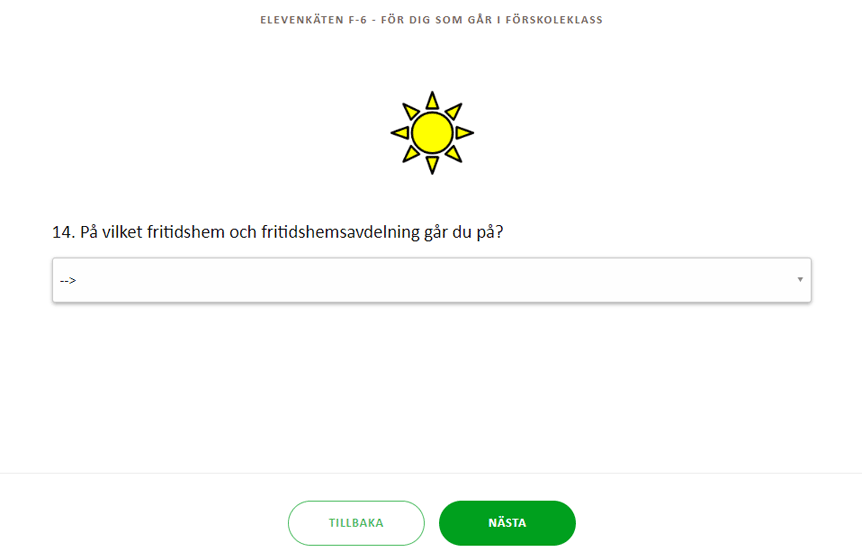 ELEVENKÄTEN F-6 - FÖR DIG SOM GÅR I FÖRSKOLEKLASS
14. På vilket fritidshem och fritidshemsavdelning går du på?
-->
TILLBAKA
NÄSTA